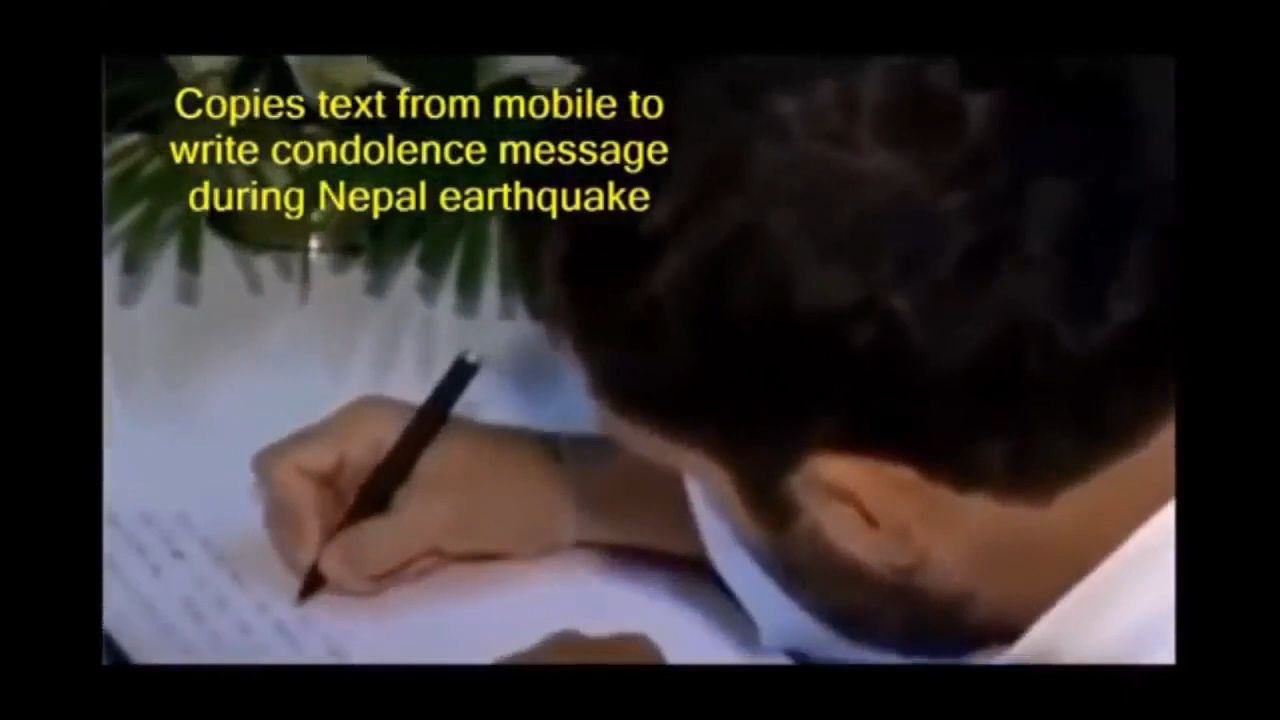 Copies text from mobile to
write condolence message
during Nepal earthquake